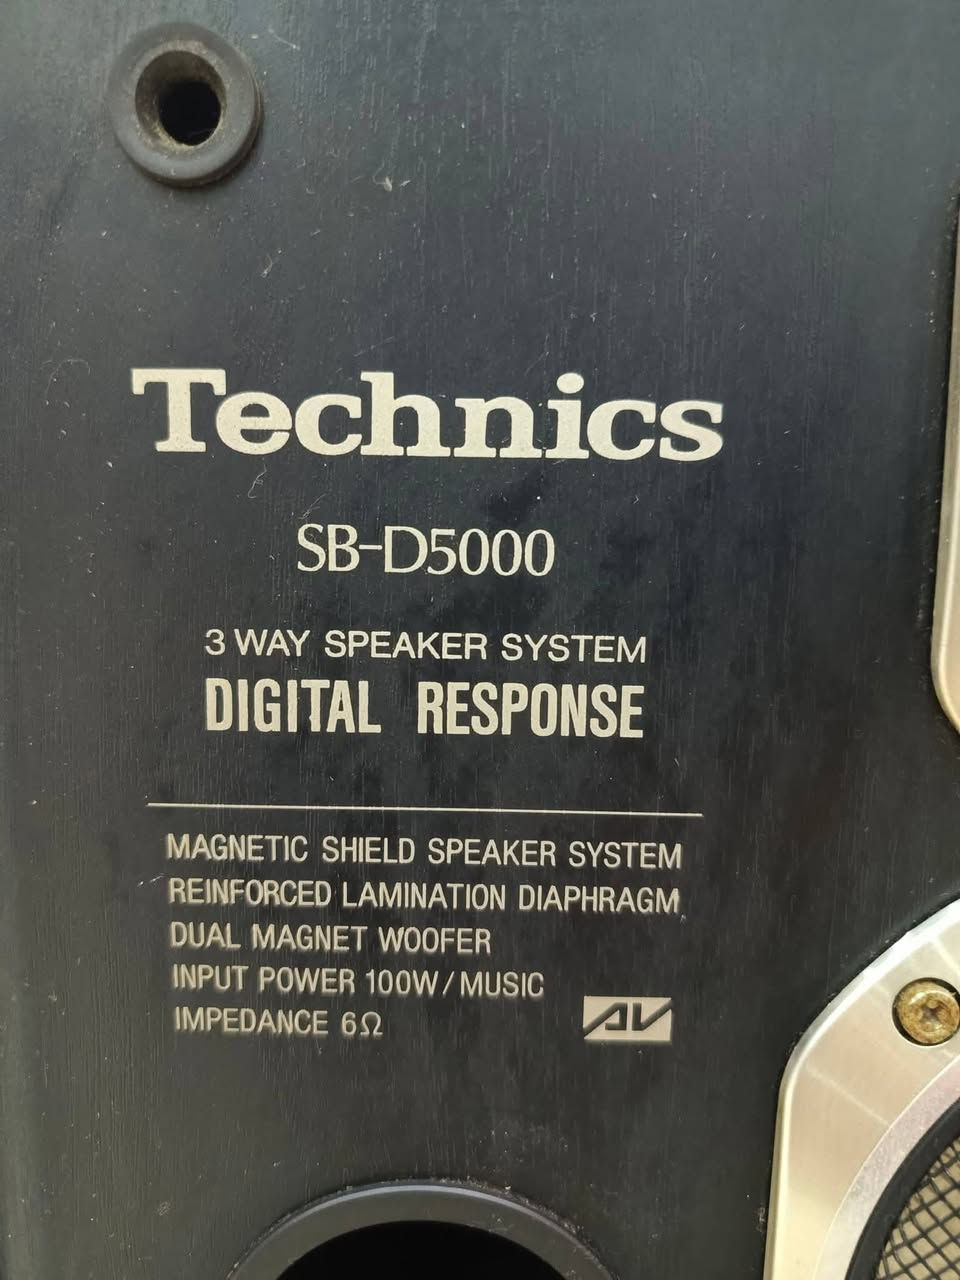 Technics
SB-D5000
3 WAY SPEAKER SYSTEM
DIGITAL RESPONSE
MAGNETIC SHIELD SPEAKER SYSTEM
REINFORCED LAMINATION DIAPHRAGM
DUAL MAGNET WOOFER
INPUT POWER 100W/MUSIC
IMPEDANCE 6Ω
AV